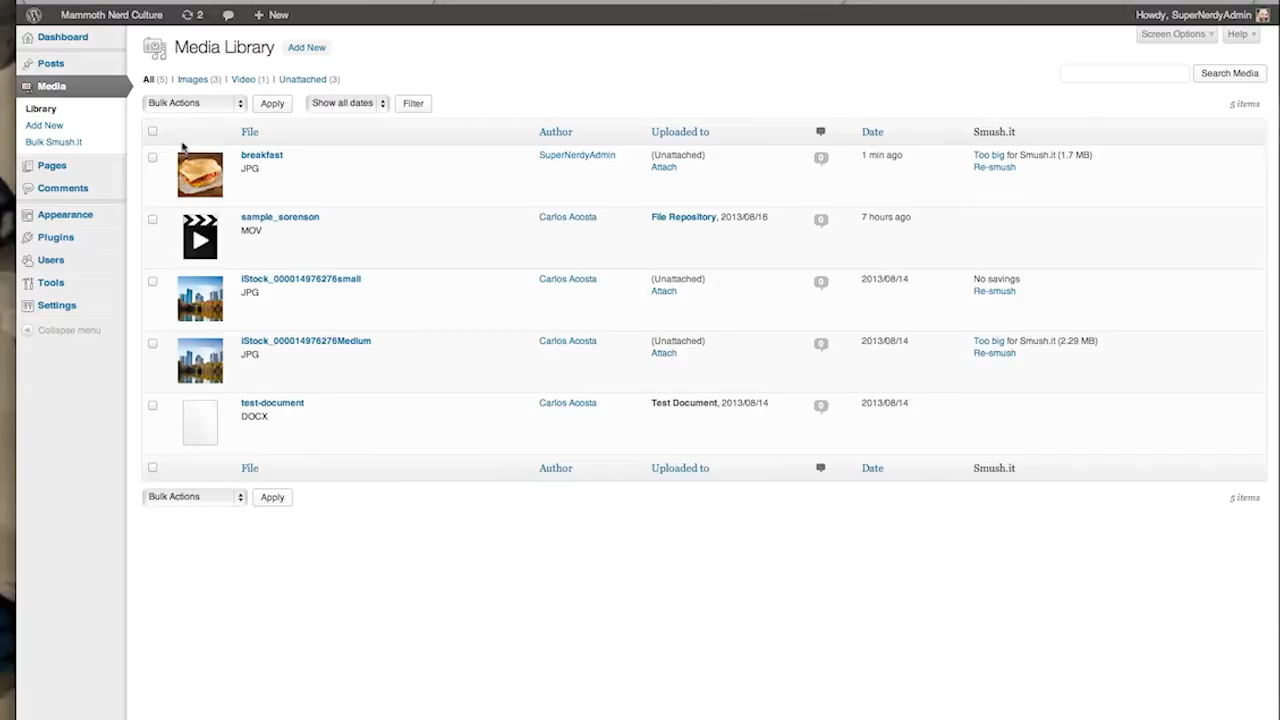 Mammoth Nerd Culture 2 + New Howdy, SuperNerdyAdmin
Dashboard
Posts
Media
Library
Add New
Bulk Smush.it
Pages
Comments
Appearance
Plugins
Users
Tools
Settings
Collapse menu
Screen Options Help
Media Library Add New
All (5) | Images (3) | Video (1) | Unattached (3)
Search Media
Bulk Actions Apply Show all dates Filter 5 items
File Author Uploaded to Date Smush.it
breakfast SuperNerdyAdmin (Unattached) 0 1 min ago Too big for Smush.it (1.7 MB)
JPG Attach Re-smush
sample_sorenson Carlos Acosta File Repository, 2013/08/16 0 7 hours ago
MOV
iStock_000014976276small Carlos Acosta (Unattached) 0 2013/08/14 No savings
JPG Attach Re-smush
iStock_000014976276Medium Carlos Acosta (Unattached) 0 2013/08/14 Too big for Smush.it (2.29 MB)
JPG Attach Re-smush
test-document Carlos Acosta Test Document, 2013/08/14 0 2013/08/14
DOCX
File Author Uploaded to Date Smush.it
Bulk Actions Apply 5 items